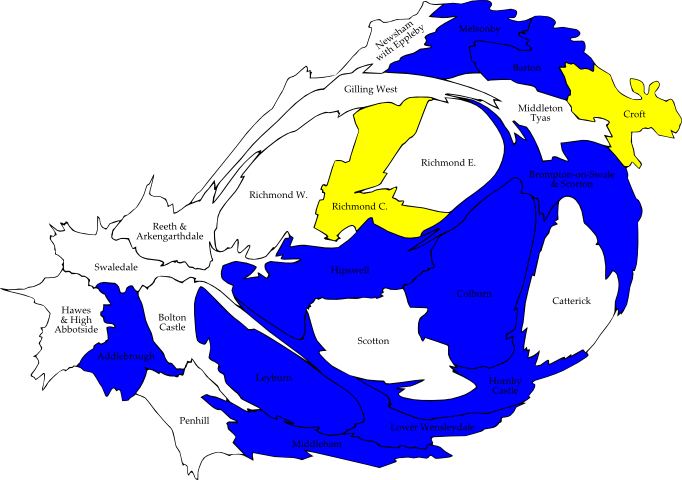 Newsham
with Eppleby
Melsonby
Barton
Gilling West
Middleton
Tyas
Croft
Richmond E.
Brompton-on-Swale
& Scorton
Richmond W.
Richmond C.
Reeth &
Arkengarthdale
Swaledale
Hipswell
Colburn
Catterick
Hawes
& High
Abbotside
Bolton
Castle
Scotton
Addlebrough
Leyburn
Hornby
Castle
Penhill
Lower Wensleydale
Middleham